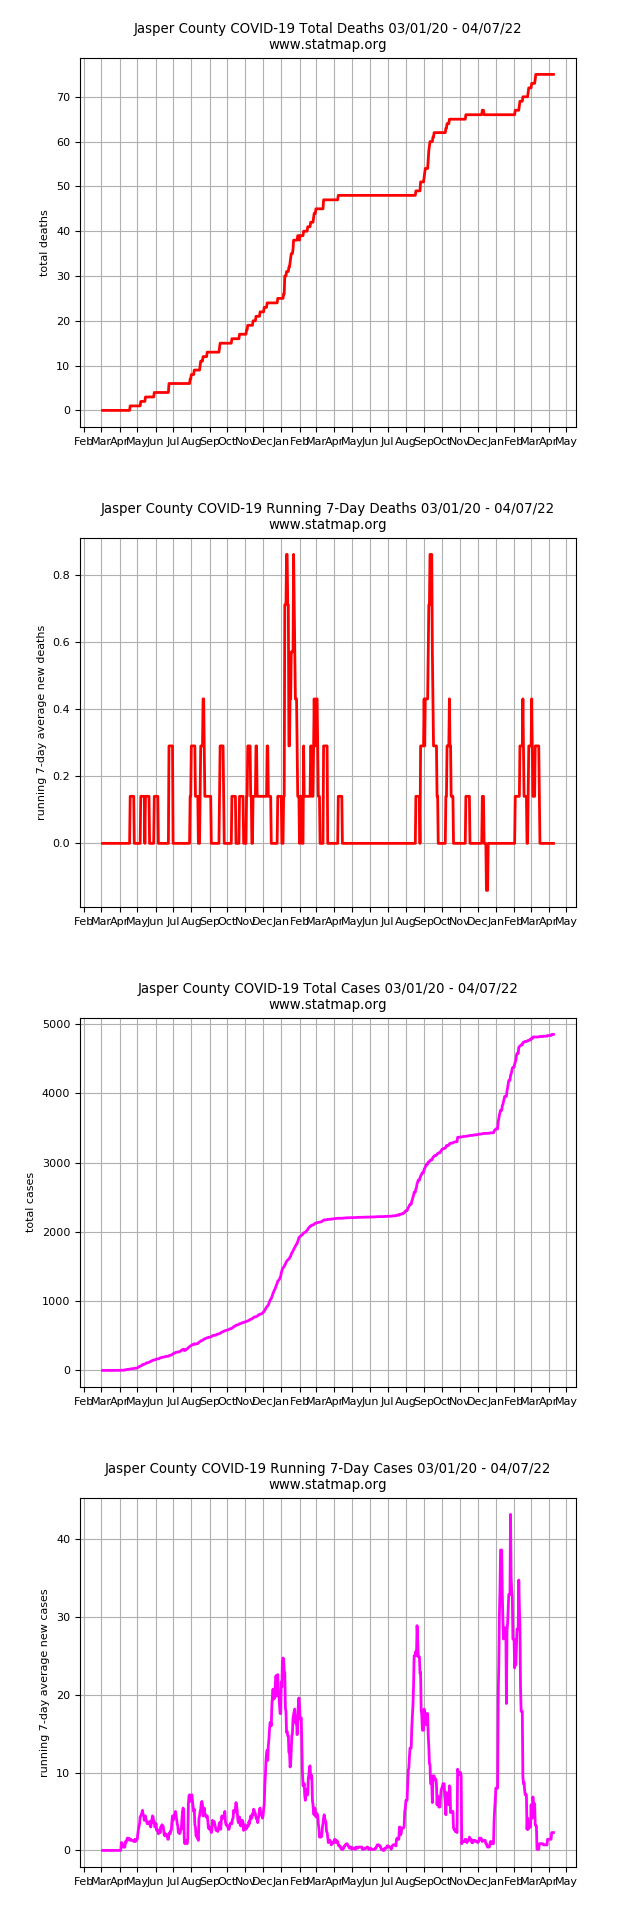 Jasper County COVID-19 Total Deaths 03/01/20 - 04/07/22
www.statmap.org
70
60
50
40
30
20
10
0
total deaths
Feb Mar Apr May Jun Jul Aug Sep Oct Nov Dec Jan Feb Mar Apr May Jun Jul Aug Sep Oct Nov Dec Jan Feb Mar Apr May
Jasper County COVID-19 Running 7-Day Deaths 03/01/20 - 04/07/22
www.statmap.org
0.8
0.6
0.4
0.2
0.0
running 7-day average new deaths
Feb Mar Apr May Jun Jul Aug Sep Oct Nov Dec Jan Feb Mar Apr May Jun Jul Aug Sep Oct Nov Dec Jan Feb Mar Apr May
Jasper County COVID-19 Total Cases 03/01/20 - 04/07/22
www.statmap.org
5000
4000
3000
2000
1000
0
total cases
Feb Mar Apr May Jun Jul Aug Sep Oct Nov Dec Jan Feb Mar Apr May Jun Jul Aug Sep Oct Nov Dec Jan Feb Mar Apr May
Jasper County COVID-19 Running 7-Day Cases 03/01/20 - 04/07/22
www.statmap.org
40
30
20
10
0
running 7-day average new cases
Feb Mar Apr May Jun Jul Aug Sep Oct Nov Dec Jan Feb Mar Apr May Jun Jul Aug Sep Oct Nov Dec Jan Feb Mar Apr May